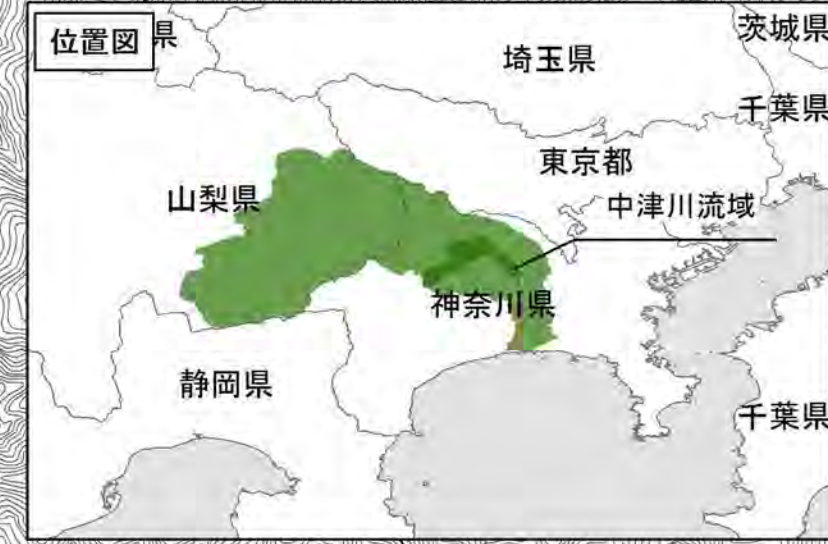 位置図
県
埼玉県
茨城県
千葉県
東京都
山梨県
中津川流域
神奈川県
静岡県
千葉県